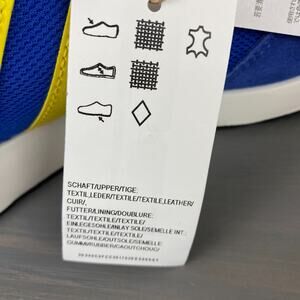 SCHAFT/UPPER/TIGE:
TEXTIL,LEDER/TEXTILE/TEXTILE,LEATHER/
CUIR/,
FUTTER/LINING/DOUBLURE:
TEXTIL/TEXTILE/TEXTILE/
EINLEGESOHLE/INLAY SOLE/SEMELLE INT.:
TEXTIL/TEXTILE/TEXTILE/
LAUFSOHLE/OUTSOLE/SEMELLE:
GUMMI/RUBBER/CAOUTCHOUC/